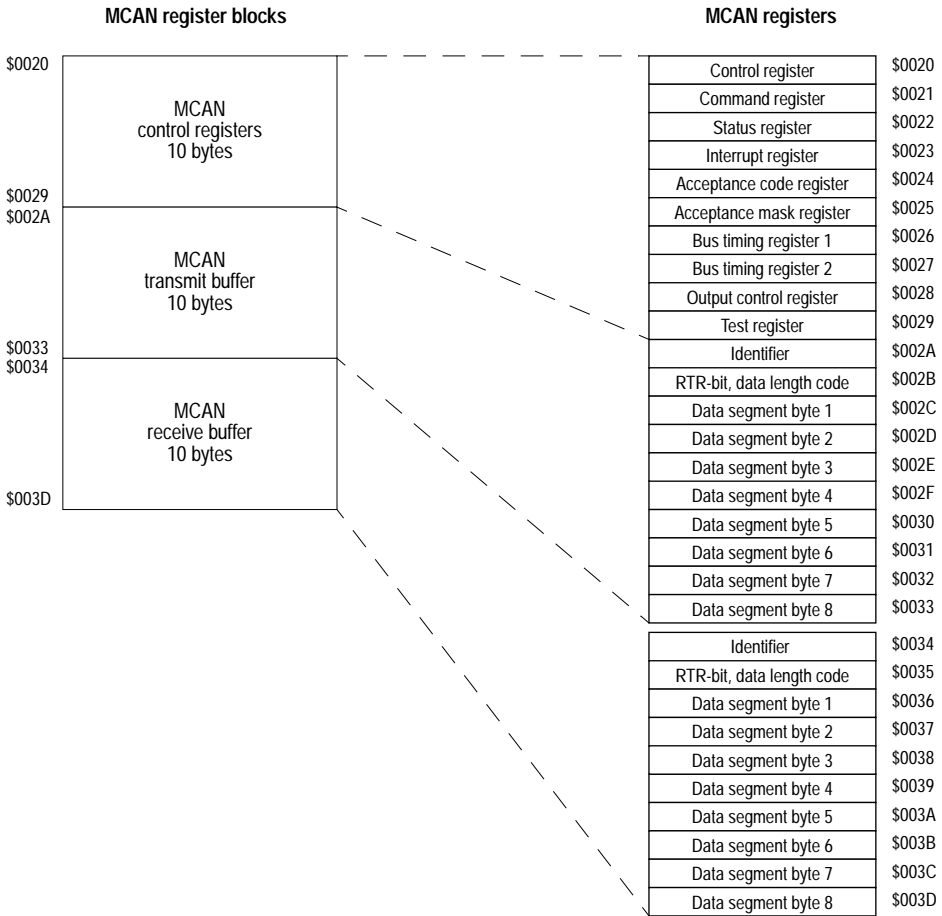 MCAN register blocks
$0020
MCAN
control registers
10 bytes
$0029
$002A
MCAN
transmit buffer
10 bytes
$0033
$0034
MCAN
receive buffer
10 bytes
$003D
MCAN registers
Control register $0020
Command register $0021
Status register $0022
Interrupt register $0023
Acceptance code register $0024
Acceptance mask register $0025
Bus timing register 1 $0026
Bus timing register 2 $0027
Output control register $0028
Test register $0029
Identifier $002A
RTR-bit, data length code $002B
Data segment byte 1 $002C
Data segment byte 2 $002D
Data segment byte 3 $002E
Data segment byte 4 $002F
Data segment byte 5 $0030
Data segment byte 6 $0031
Data segment byte 7 $0032
Data segment byte 8 $0033
Identifier $0034
RTR-bit, data length code $0035
Data segment byte 1 $0036
Data segment byte 2 $0037
Data segment byte 3 $0038
Data segment byte 4 $0039
Data segment byte 5 $003A
Data segment byte 6 $003B
Data segment byte 7 $003C
Data segment byte 8 $003D